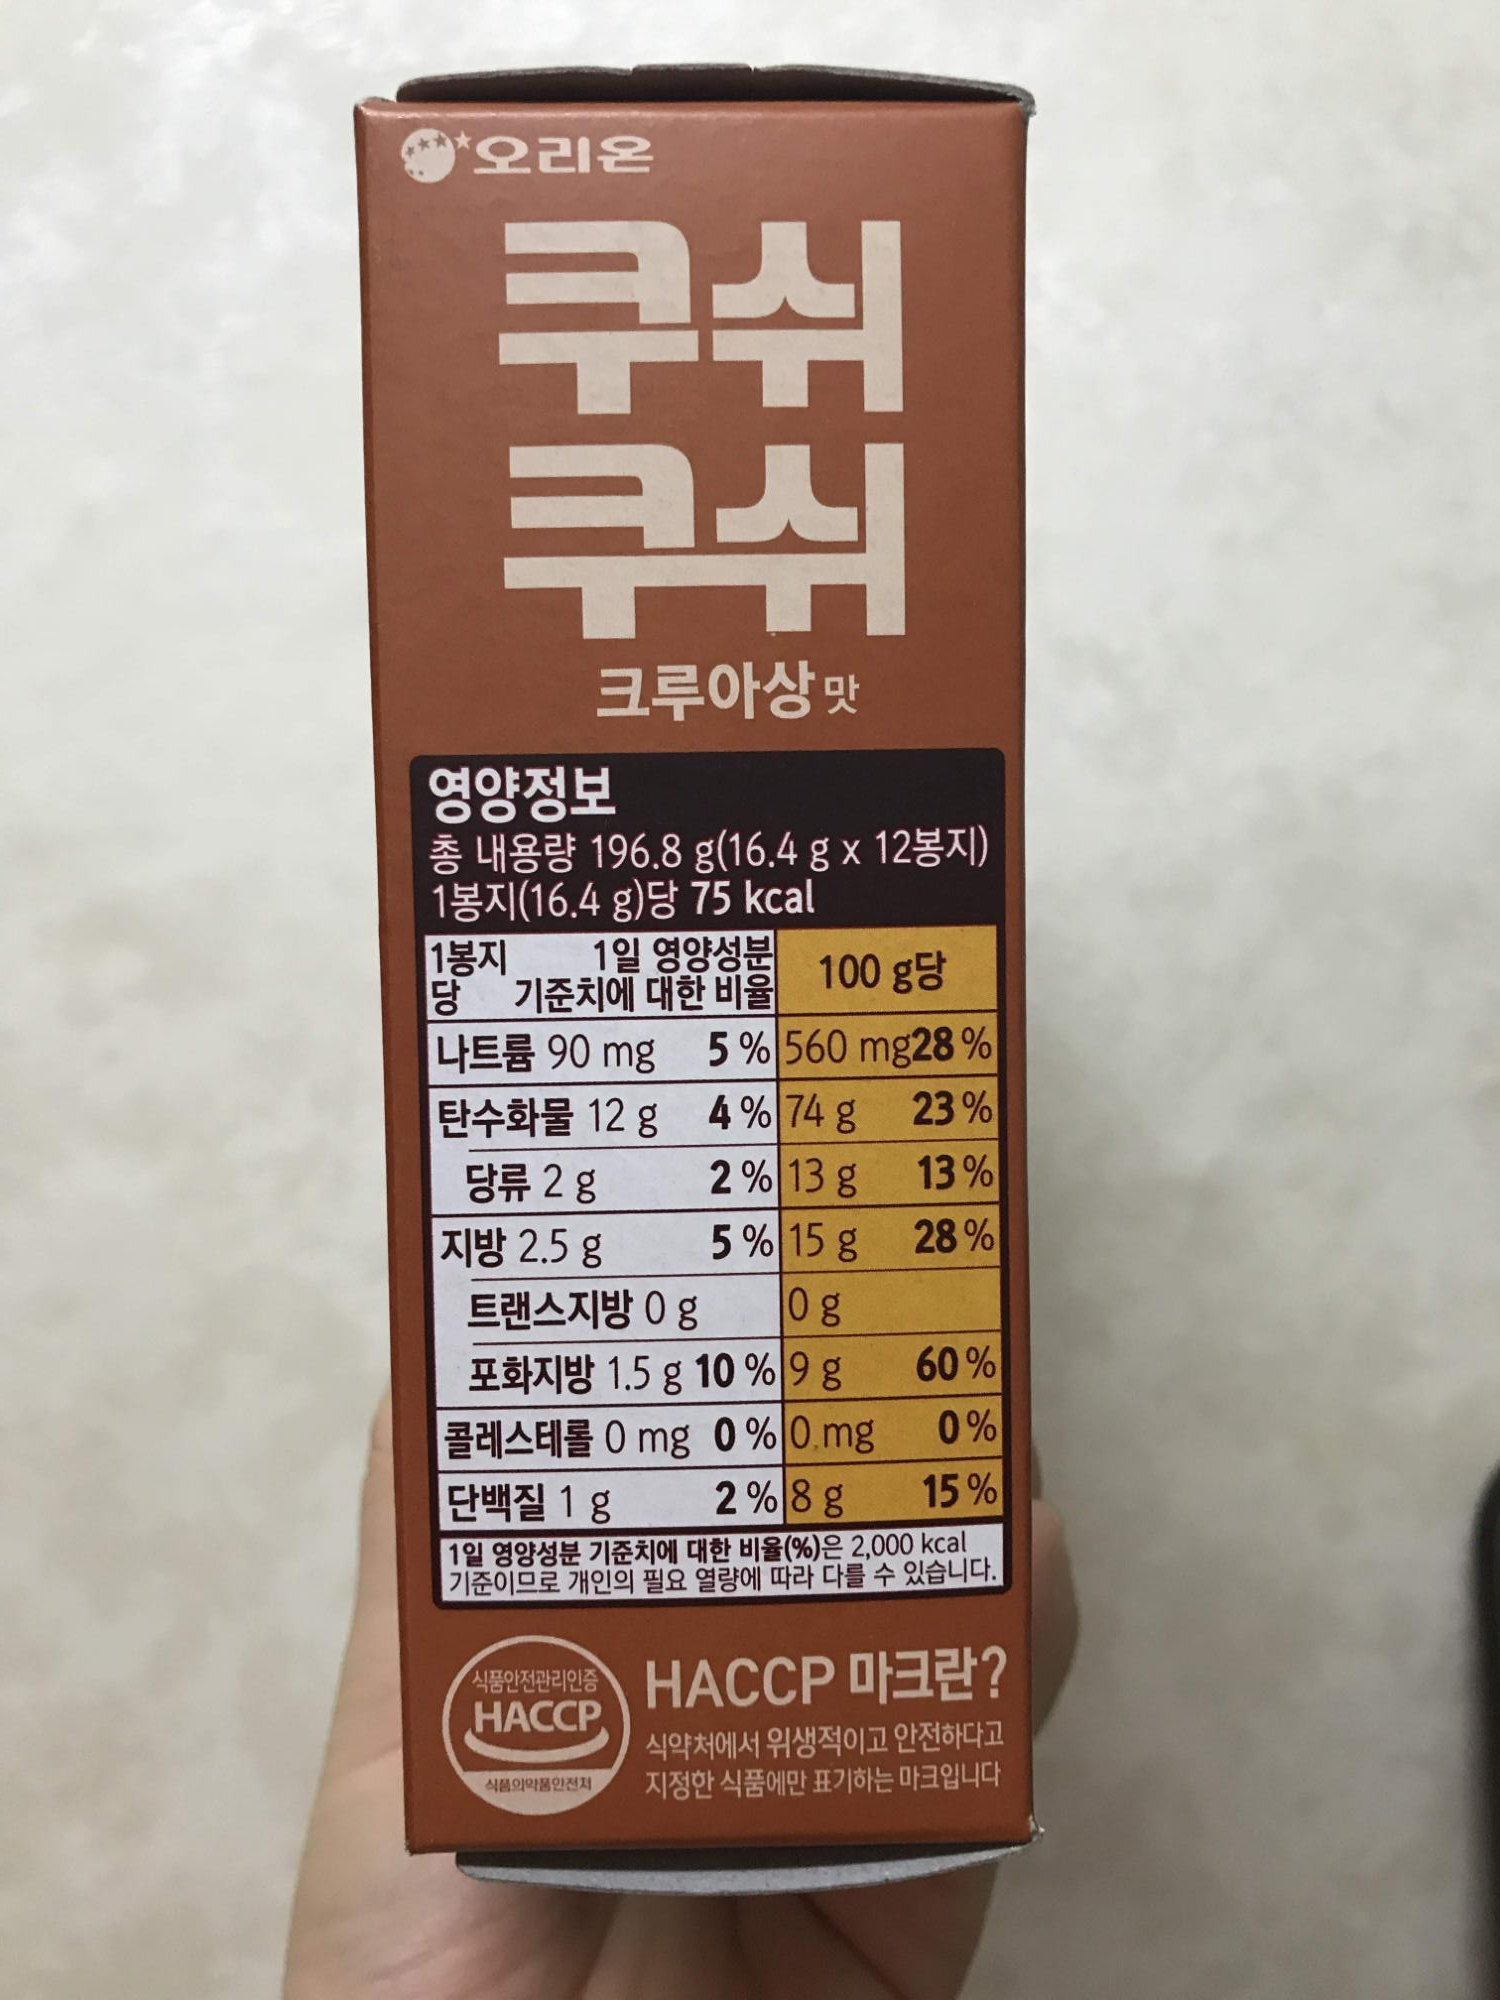 오리온
쿠쉬
쿠쉬
크루아상 맛
영양정보
총 내용량 196.8 g(16.4 g x 12봉지)
1봉지(16.4 g)당 75 kcal
1봉지 1일 영양성분 100 g당
당 기준치에 대한 비율
나트륨 90 mg 5 % 560 mg 28 %
탄수화물 12 g 4 % 74 g 23 %
당류 2 g 2 % 13 g 13 %
지방 2.5 g 5 % 15 g 28 %
트랜스지방 0 g 0 g
포화지방 1.5 g 10 % 9 g 60 %
콜레스테롤 0 mg 0 % 0 mg 0 %
단백질 1 g 2 % 8 g 15 %
1일 영양성분 기준치에 대한 비율(%)은 2,000 kcal
기준이므로 개인의 필요 열량에 따라 다를 수 있습니다.
식품안전관리인증
HACCP
식품의약품안전처
HACCP 마크란?
식약처에서 위생적이고 안전하다고
지정한 식품에만 표기하는 마크입니다